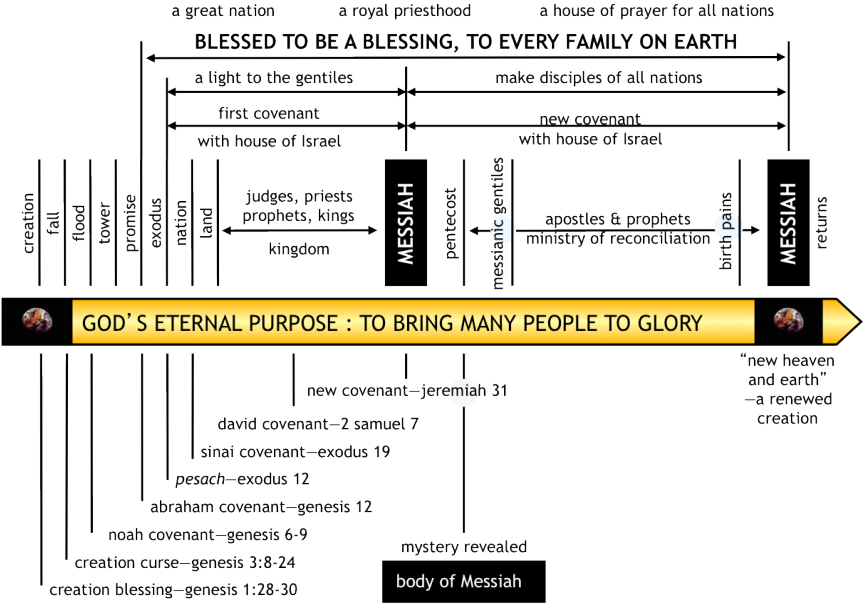 a great nation
a royal priesthood
a house of prayer for all nations
BLESSED TO BE A BLESSING, TO EVERY FAMILY ON EARTH
a light to the gentiles
make disciples of all nations
first covenant
with house of Israel
new covenant
with house of Israel
creation
fall
flood
tower
promise
exodus
nation
land
judges, priests
prophets, kings
kingdom
MESSIAH
pentecost
messianic gentiles
apostles & prophets
ministry of reconciliation
birth pains
MESSIAH
returns
GOD'S ETERNAL PURPOSE : TO BRING MANY PEOPLE TO GLORY
“new heaven
and earth”
—a renewed
creation
new covenant—jeremiah 31
david covenant—2 samuel 7
sinai covenant—exodus 19
pesach—exodus 12
abraham covenant—genesis 12
noah covenant—genesis 6-9
creation curse—genesis 3:8-24
creation blessing—genesis 1:28-30
mystery revealed
body of Messiah